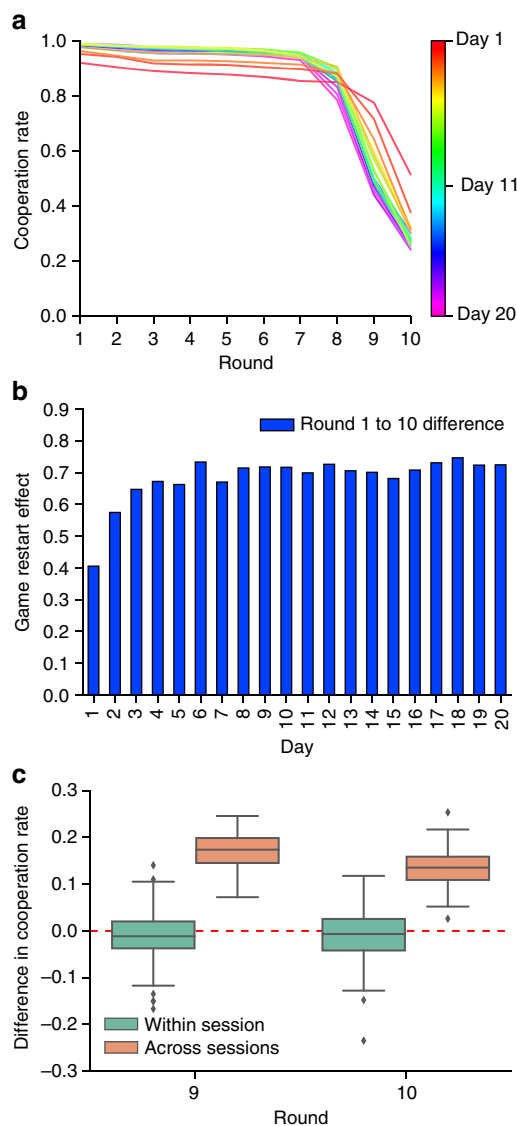 a
Cooperation rate
1.0
0.8
0.6
0.4
0.2
0.0
1 2 3 4 5 6 7 8 9 10
Round
Day 1
Day 11
Day 20
b
Game restart effect
0.9
0.8
0.7
0.6
0.5
0.4
0.3
0.2
0.1
0.0
Round 1 to 10 difference
1 2 3 4 5 6 7 8 9 10 11 12 13 14 15 16 17 18 19 20
Day
c
Difference in cooperation rate
0.3
0.2
0.1
0.0
−0.1
−0.2
−0.3
Within session
Across sessions
9 10
Round